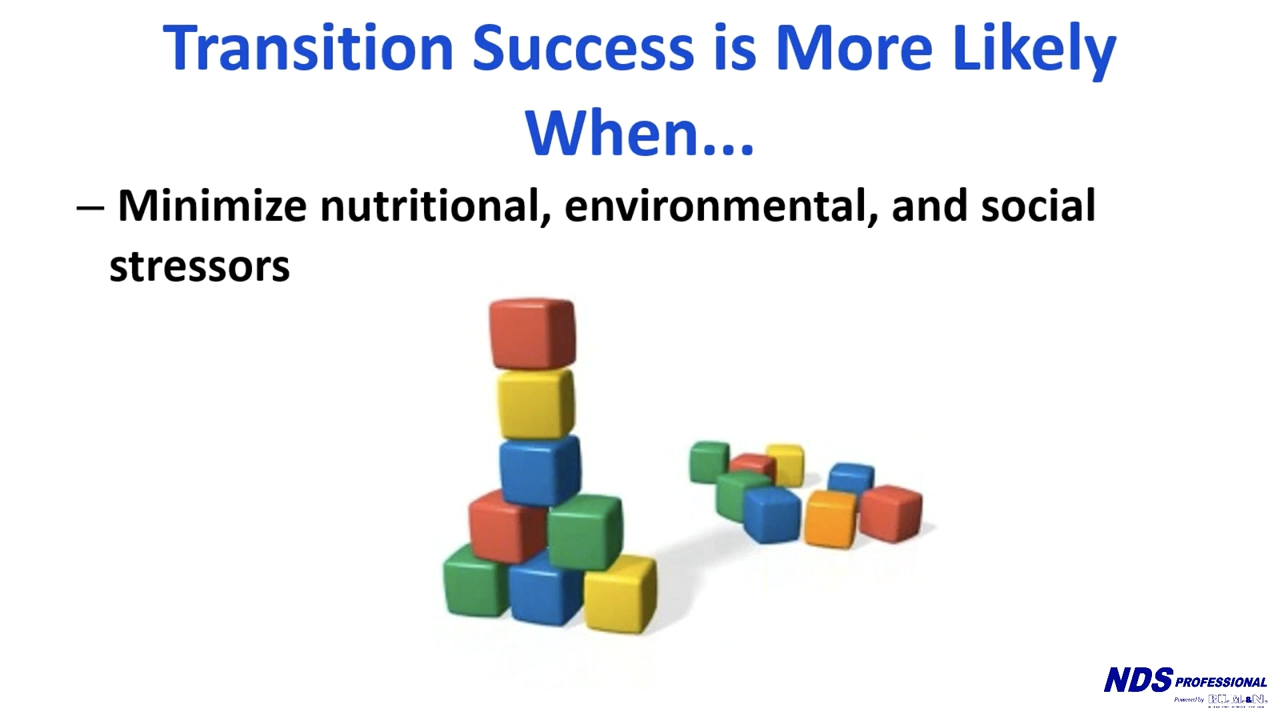 Transition Success is More Likely
When...
– Minimize nutritional, environmental, and social
stressors
NDS PROFESSIONAL
Powered by